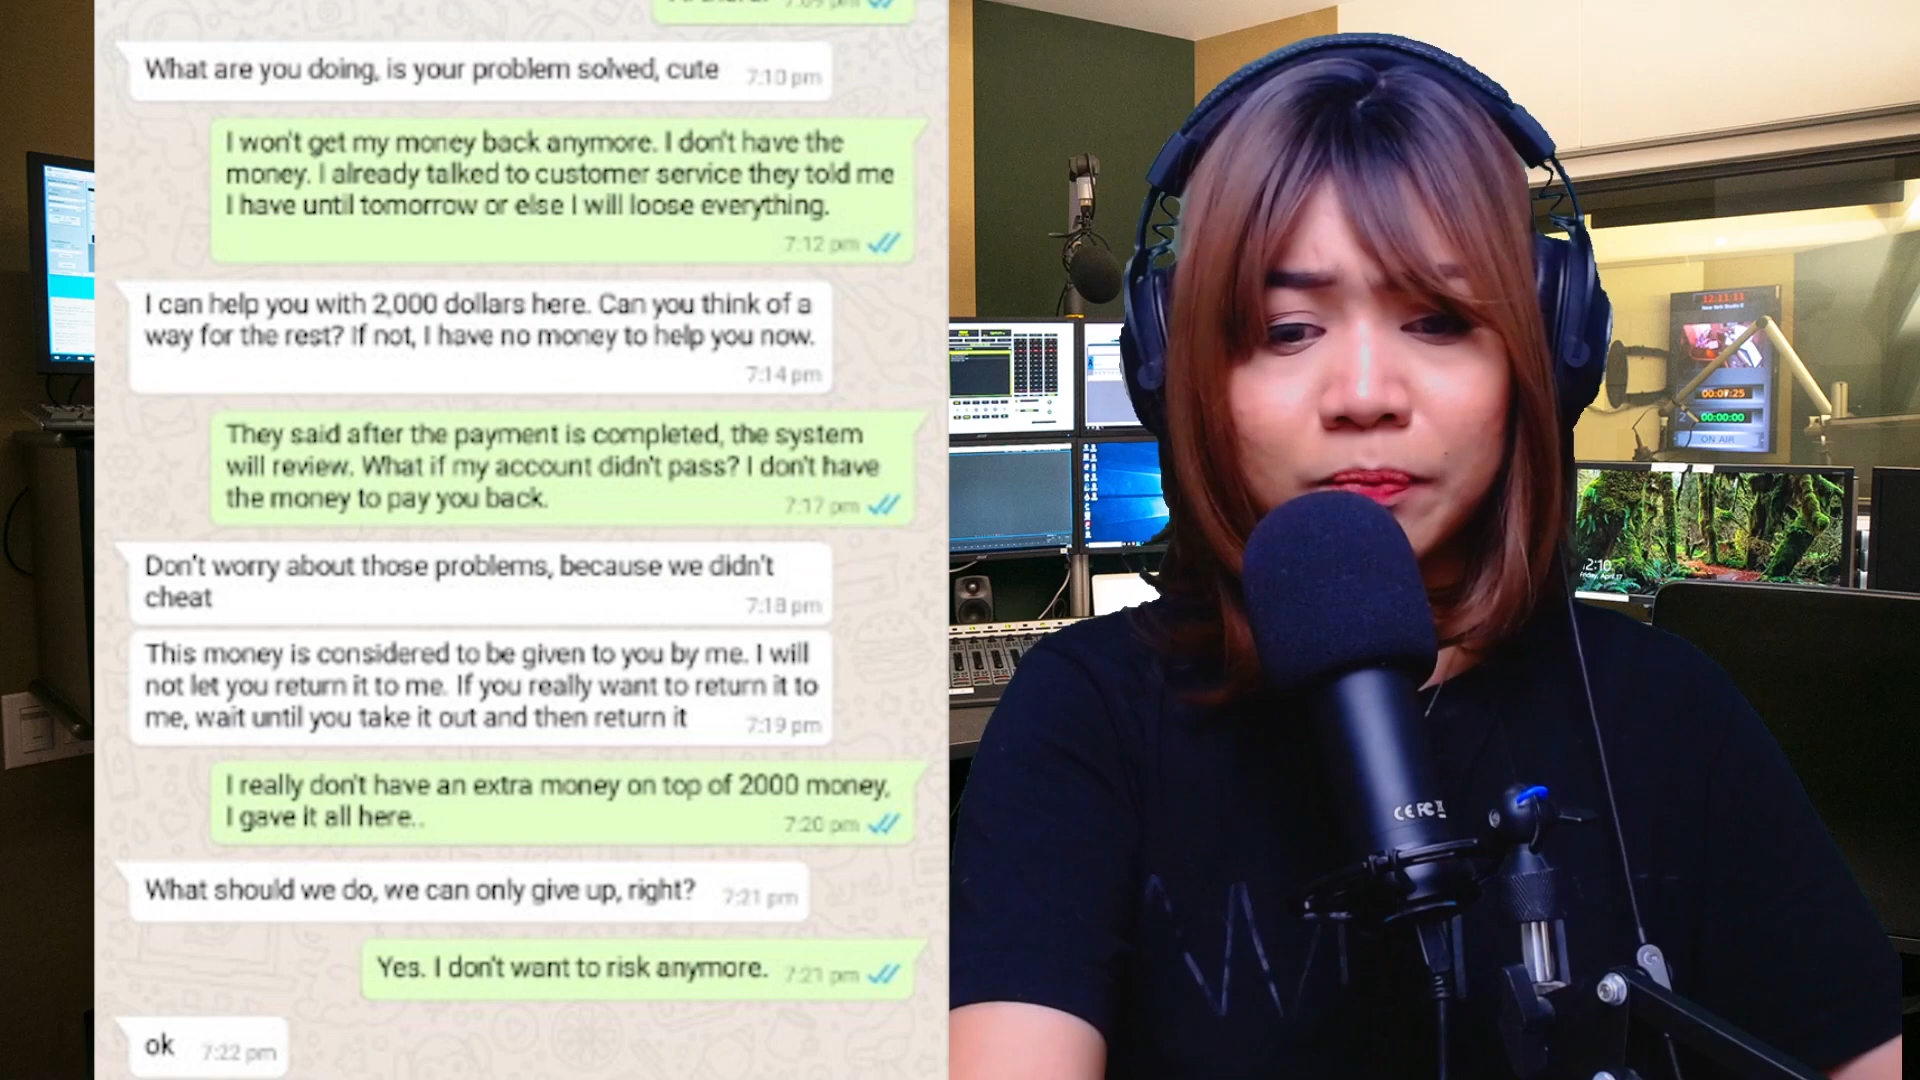 What are you doing, is your problem solved, cute 7:10 pm
I won't get my money back anymore. I don't have the
money. I already talked to customer service they told me
I have until tomorrow or else I will loose everything.
7:12 pm
I can help you with 2,000 dollars here. Can you think of a
way for the rest? If not, I have no money to help you now.
7:14 pm
They said after the payment is completed, the system
will review. What if my account didn't pass? I don't have
the money to pay you back. 7:17 pm
Don't worry about those problems, because we didn't
cheat 7:18 pm
This money is considered to be given to you by me. I will
not let you return it to me. If you really want to return it to
me, wait until you take it out and then return it 7:19 pm
I really don't have an extra money on top of 2000 money,
I gave it all here.. 7:20 pm
What should we do, we can only give up, right? 7:21 pm
Yes. I don't want to risk anymore. 7:21 pm
ok 7:22 pm
12:11:11
00:07:25
00:00:00
ON AIR
2:10
Friday, April 17
CE FC